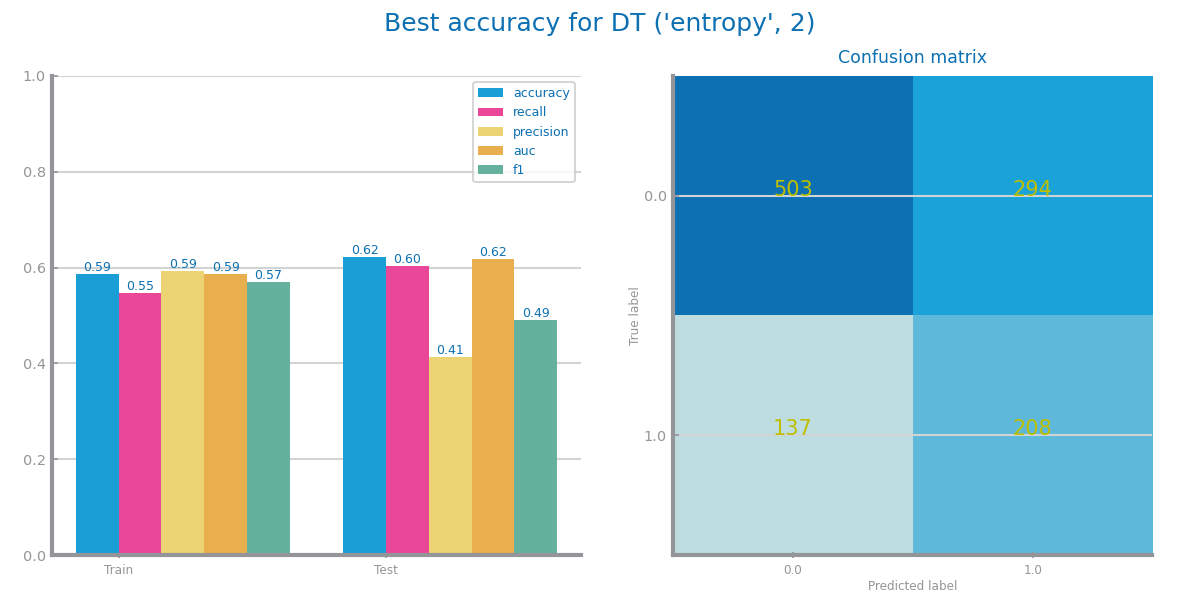 Best accuracy for DT ('entropy', 2)
1.0
0.8
0.6
0.4
0.2
0.0
accuracy
recall
precision
auc
f1
0.59
0.55
0.59
0.59
0.57
0.62
0.60
0.41
0.62
0.49
Train
Test
Confusion matrix
True label
0.0
1.0
503
294
137
208
0.0
1.0
Predicted label